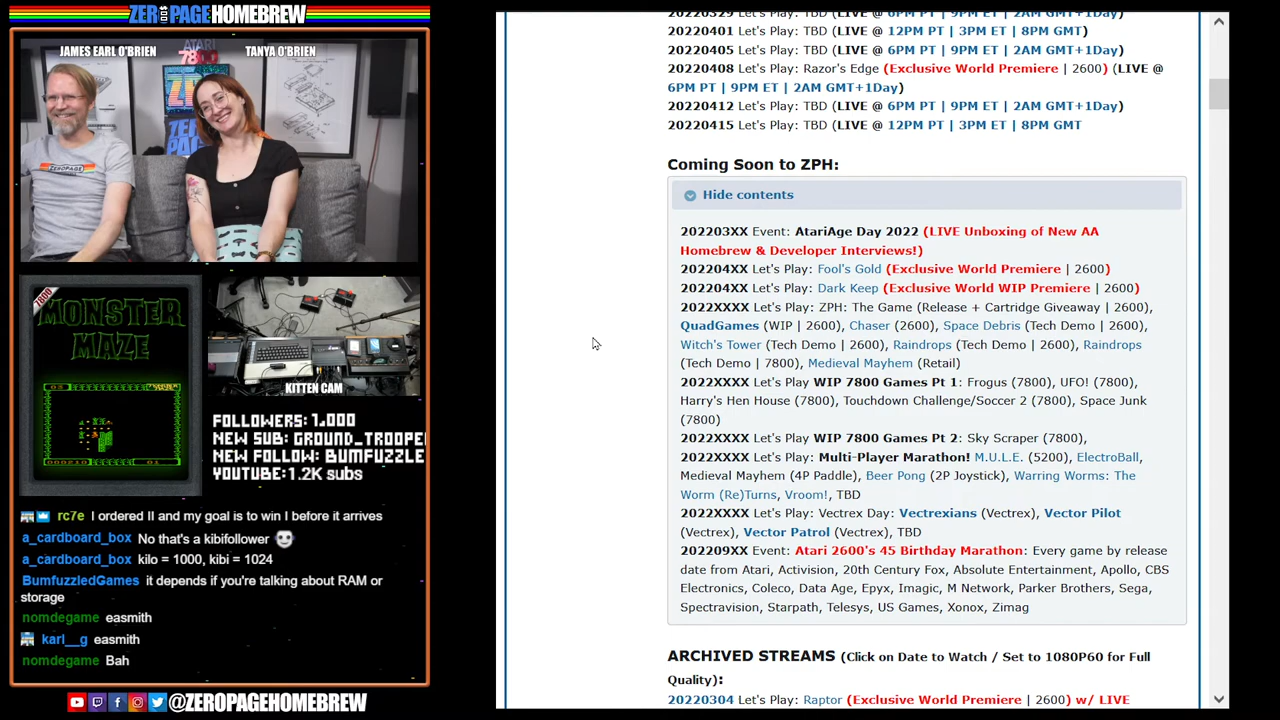 ZEROPAGE HOMEBREW
JAMES EARL O'BRIEN
TANYA O'BRIEN
ATARI
7800
ZEROPAGE
7800
MONSTER
MAZE
KITTEN CAM
FOLLOWERS: 1,000
NEW SUB: GROUND_TROOPER
NEW FOLLOW: BUMFUZZLE
YOUTUBE: 1.2K subs
rc7e I ordered II and my goal is to win I before it arrives
a_cardboard_box No that's a kibifollower
a_cardboard_box kilo = 1000, kibi = 1024
BumfuzzledGames it depends if you're talking about RAM or
storage
nomdegame easmith
karl__g easmith
nomdegame Bah
@ZEROPAGEHOMEBREW
20220329 Let's Play: TBD (LIVE @ 6PM PT | 9PM ET | 2AM GMT+1Day)
20220401 Let's Play: TBD (LIVE @ 12PM PT | 3PM ET | 8PM GMT)
20220405 Let's Play: TBD (LIVE @ 6PM PT | 9PM ET | 2AM GMT+1Day)
20220408 Let's Play: Razor's Edge (Exclusive World Premiere | 2600) (LIVE @
6PM PT | 9PM ET | 2AM GMT+1Day)
20220412 Let's Play: TBD (LIVE @ 6PM PT | 9PM ET | 2AM GMT+1Day)
20220415 Let's Play: TBD (LIVE @ 12PM PT | 3PM ET | 8PM GMT
Coming Soon to ZPH:
Hide contents
202203XX Event: AtariAge Day 2022 (LIVE Unboxing of New AA
Homebrew & Developer Interviews!)
202204XX Let's Play: Fool's Gold (Exclusive World Premiere | 2600)
202204XX Let's Play: Dark Keep (Exclusive World WIP Premiere | 2600)
2022XXXX Let's Play: ZPH: The Game (Release + Cartridge Giveaway | 2600),
QuadGames (WIP | 2600), Chaser (2600), Space Debris (Tech Demo | 2600),
Witch's Tower (Tech Demo | 2600), Raindrops (Tech Demo | 2600), Raindrops
(Tech Demo | 7800), Medieval Mayhem (Retail)
2022XXXX Let's Play WIP 7800 Games Pt 1: Frogus (7800), UFO! (7800),
Harry's Hen House (7800), Touchdown Challenge/Soccer 2 (7800), Space Junk
(7800)
2022XXXX Let's Play WIP 7800 Games Pt 2: Sky Scraper (7800),
2022XXXX Let's Play: Multi-Player Marathon! M.U.L.E. (5200), ElectroBall,
Medieval Mayhem (4P Paddle), Beer Pong (2P Joystick), Warring Worms: The
Worm (Re)Turns, Vroom!, TBD
2022XXXX Let's Play: Vectrex Day: Vectrexians (Vectrex), Vector Pilot
(Vectrex), Vector Patrol (Vectrex), TBD
202209XX Event: Atari 2600's 45 Birthday Marathon: Every game by release
date from Atari, Activision, 20th Century Fox, Absolute Entertainment, Apollo, CBS
Electronics, Coleco, Data Age, Epyx, Imagic, M Network, Parker Brothers, Sega,
Spectravision, Starpath, Telesys, US Games, Xonox, Zimag
ARCHIVED STREAMS (Click on Date to Watch / Set to 1080P60 for Full
Quality):
20220304 Let's Play: Raptor (Exclusive World Premiere | 2600) w/ LIVE